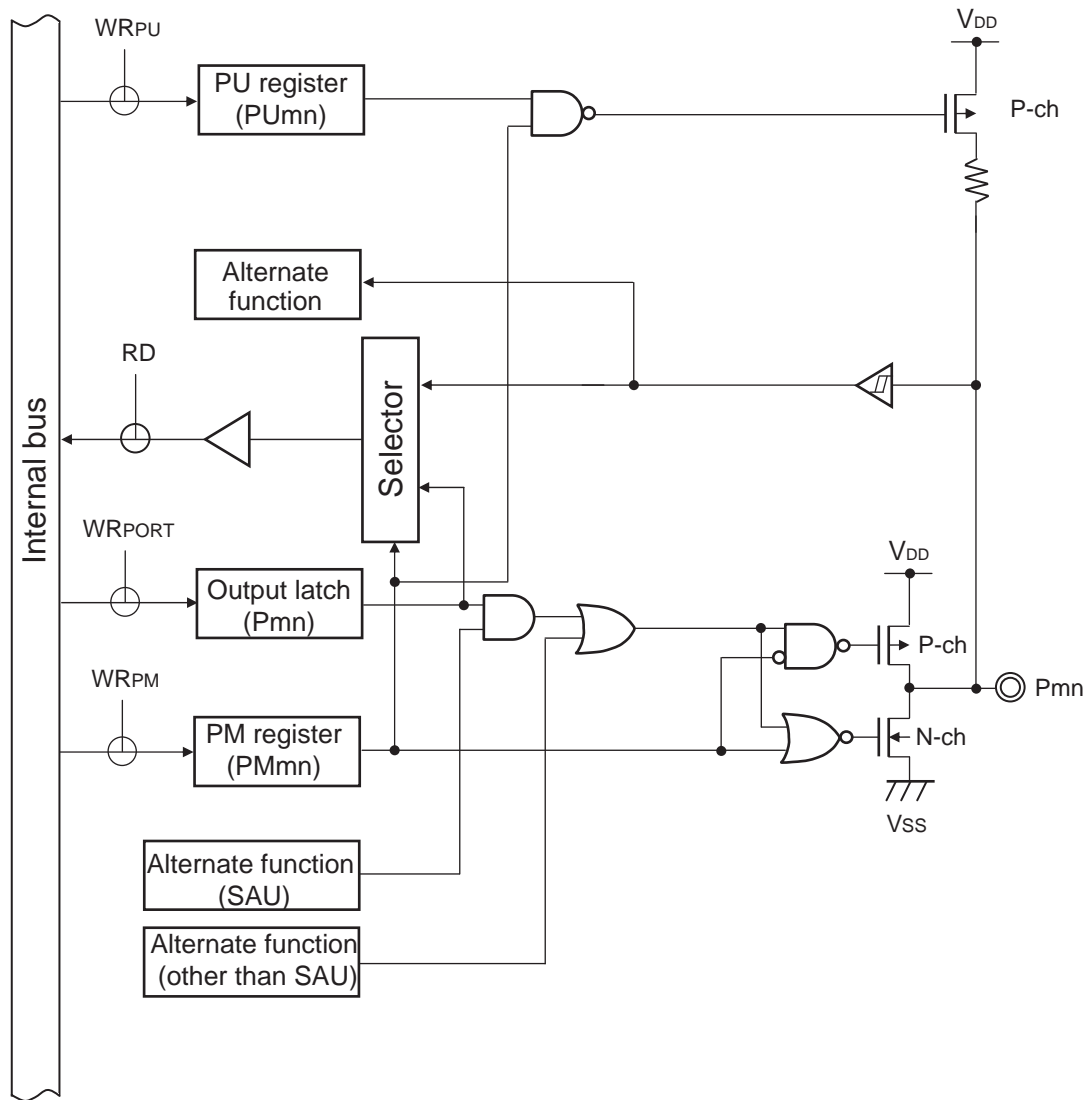 WRPU
VDD
PU register
(PUmn)
P-ch
Alternate
function
RD
Selector
Internal bus
WRPORT
VDD
Output latch
(Pmn)
P-ch
WRPM
Pmn
PM register
(PMmn)
N-ch
VSS
Alternate function
(SAU)
Alternate function
(other than SAU)